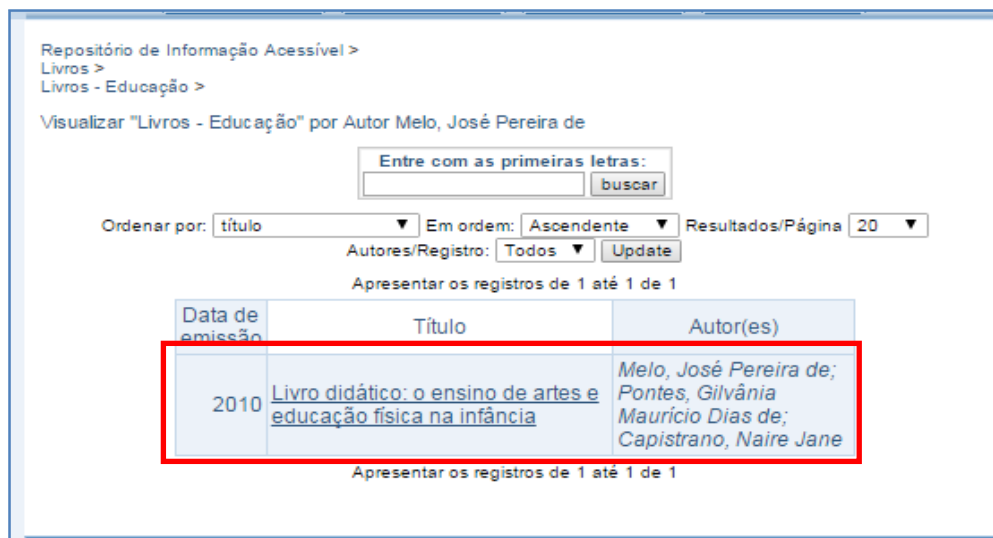 Repositório de Informação Acessível >
Livros >
Livros - Educação >
Visualizar "Livros - Educação" por Autor Melo, José Pereira de
Entre com as primeiras letras:
buscar
Ordenar por: título Em ordem: Ascendente Resultados/Página 20
Autores/Registro: Todos Update
Apresentar os registros de 1 até 1 de 1
Data de emissão Título Autor(es)
2010 Livro didático: o ensino de artes e educação física na infância
Melo, José Pereira de;
Pontes, Gilvânia
Maurício Dias de;
Capistrano, Naire Jane
Apresentar os registros de 1 até 1 de 1